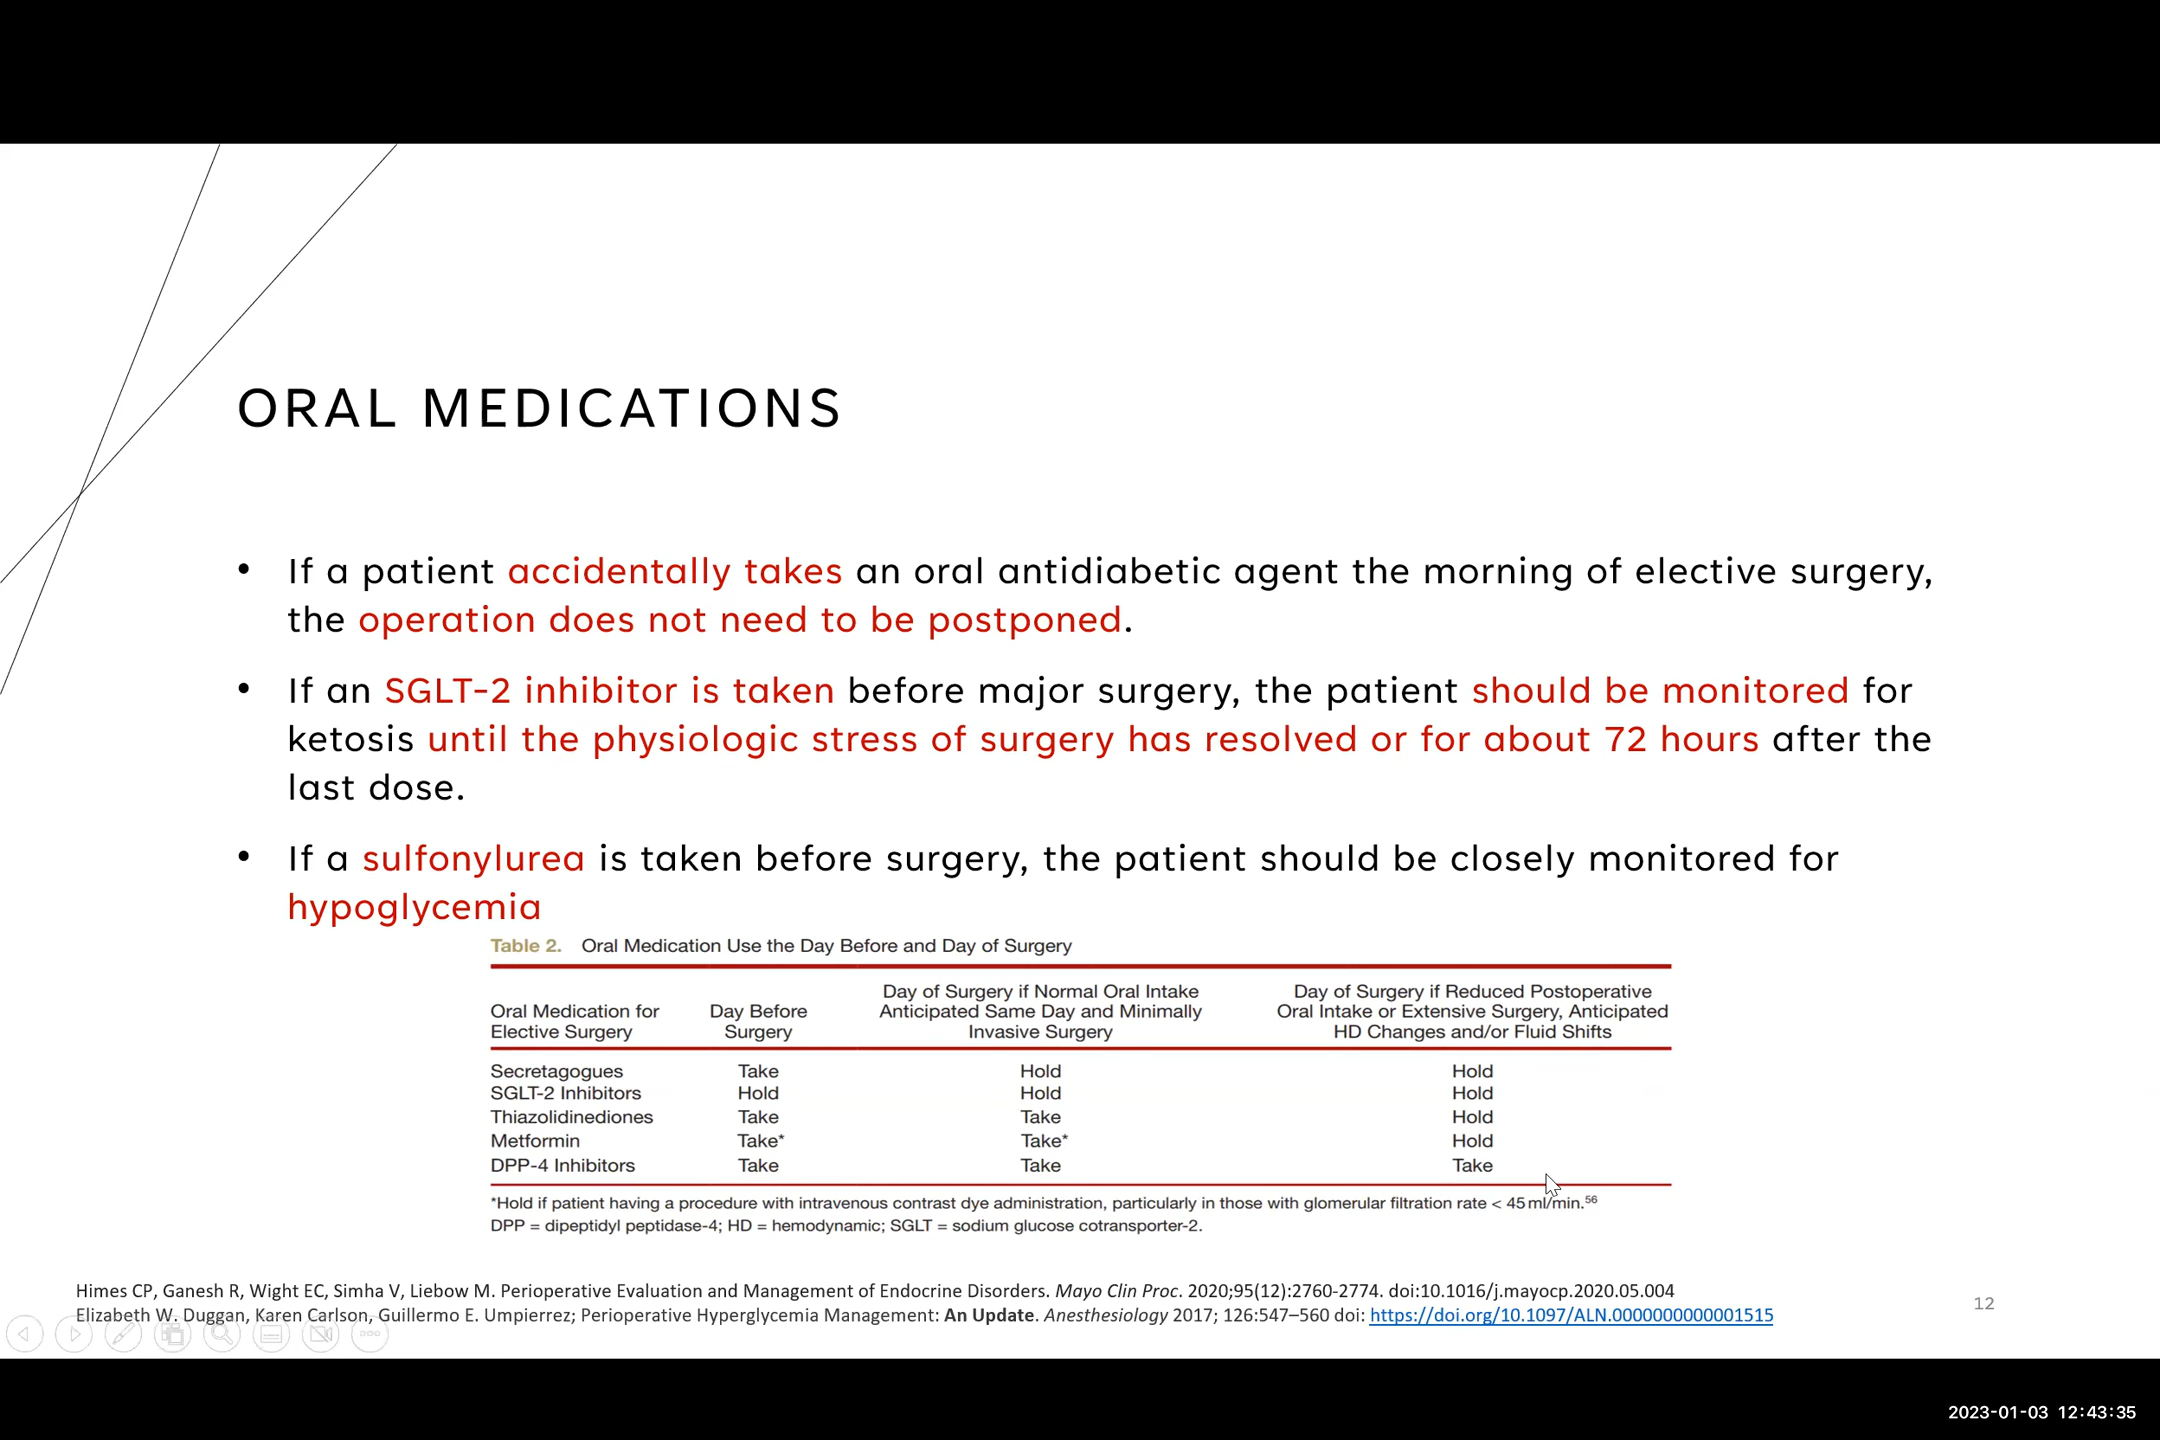 ORAL MEDICATIONS
• If a patient accidentally takes an oral antidiabetic agent the morning of elective surgery,
the operation does not need to be postponed.
• If an SGLT-2 inhibitor is taken before major surgery, the patient should be monitored for
ketosis until the physiologic stress of surgery has resolved or for about 72 hours after the
last dose.
• If a sulfonylurea is taken before surgery, the patient should be closely monitored for
hypoglycemia
Table 2. Oral Medication Use the Day Before and Day of Surgery
Day of Surgery if Normal Oral Intake Day of Surgery if Reduced Postoperative
Oral Medication for Day Before Anticipated Same Day and Minimally Oral Intake or Extensive Surgery, Anticipated
Elective Surgery Surgery Invasive Surgery HD Changes and/or Fluid Shifts
Secretagogues Take Hold Hold
SGLT-2 Inhibitors Hold Hold Hold
Thiazolidinediones Take Take Hold
Metformin Take* Take* Hold
DPP-4 Inhibitors Take Take Take
*Hold if patient having a procedure with intravenous contrast dye administration, particularly in those with glomerular filtration rate < 45 ml/min.56
DPP = dipeptidyl peptidase-4; HD = hemodynamic; SGLT = sodium glucose cotransporter-2.
Himes CP, Ganesh R, Wight EC, Simha V, Liebow M. Perioperative Evaluation and Management of Endocrine Disorders. Mayo Clin Proc. 2020;95(12):2760-2774. doi:10.1016/j.mayocp.2020.05.004
Elizabeth W. Duggan, Karen Carlson, Guillermo E. Umpierrez; Perioperative Hyperglycemia Management: An Update. Anesthesiology 2017; 126:547–560 doi: https://doi.org/10.1097/ALN.0000000000001515
12
2023-01-03 12:43:35